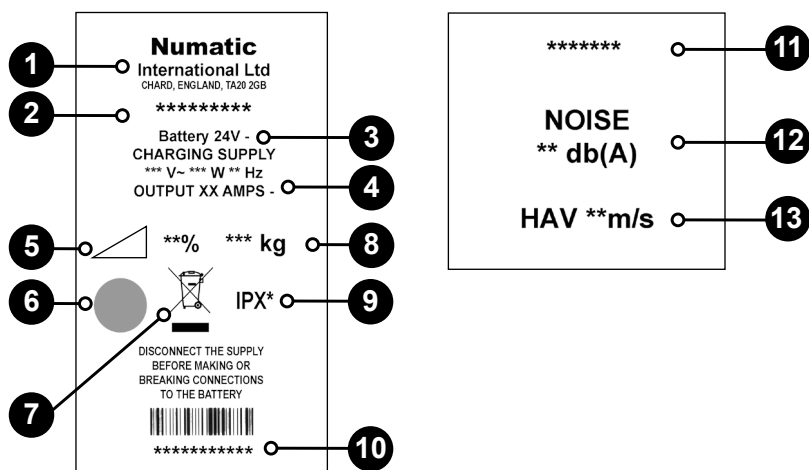 1
Numatic
International Ltd
CHARD, ENGLAND, TA20 2GB
2
*********
Battery 24V -
3
CHARGING SUPPLY
*** V~ *** W ** Hz
OUTPUT XX AMPS -
4
5
**%
*** kg
8
6
IPX*
9
7
DISCONNECT THE SUPPLY
BEFORE MAKING OR
BREAKING CONNECTIONS
TO THE BATTERY
***********
10
*******
11
NOISE
** db(A)
12
HAV **m/s
13